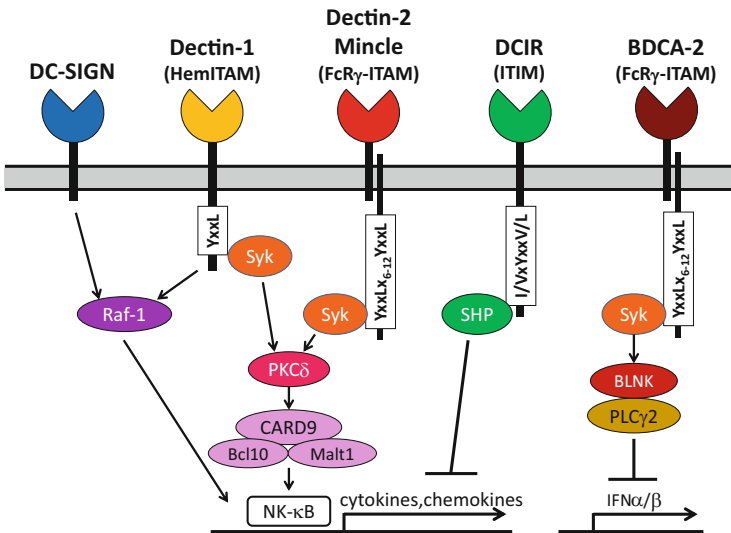 DC-SIGN
Dectin-1
(HemITAM)
Dectin-2
Mincle
(FcRγ-ITAM)
DCIR
(ITIM)
BDCA-2
(FcRγ-ITAM)
YxxL
YxxLx6-12YxxL
I/VxYxxV/L
YxxLx6-12YxxL
Syk
Raf-1
Syk
SHP
Syk
PKCδ
BLNK
PLCγ2
CARD9
Bcl10
Malt1
NK-κB
cytokines,chemokines
IFNα/β